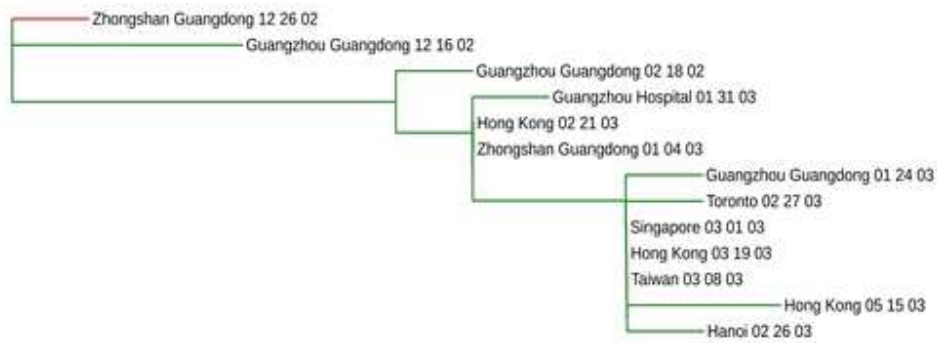 Zhongshan Guangdong 12 26 02
Guangzhou Guangdong 12 16 02
Guangzhou Guangdong 02 18 02
Guangzhou Hospital 01 31 03
Hong Kong 02 21 03
Zhongshan Guangdong 01 04 03
Guangzhou Guangdong 01 24 03
Toronto 02 27 03
Singapore 03 01 03
Hong Kong 03 19 03
Taiwan 03 08 03
Hong Kong 05 15 03
Hanoi 02 26 03